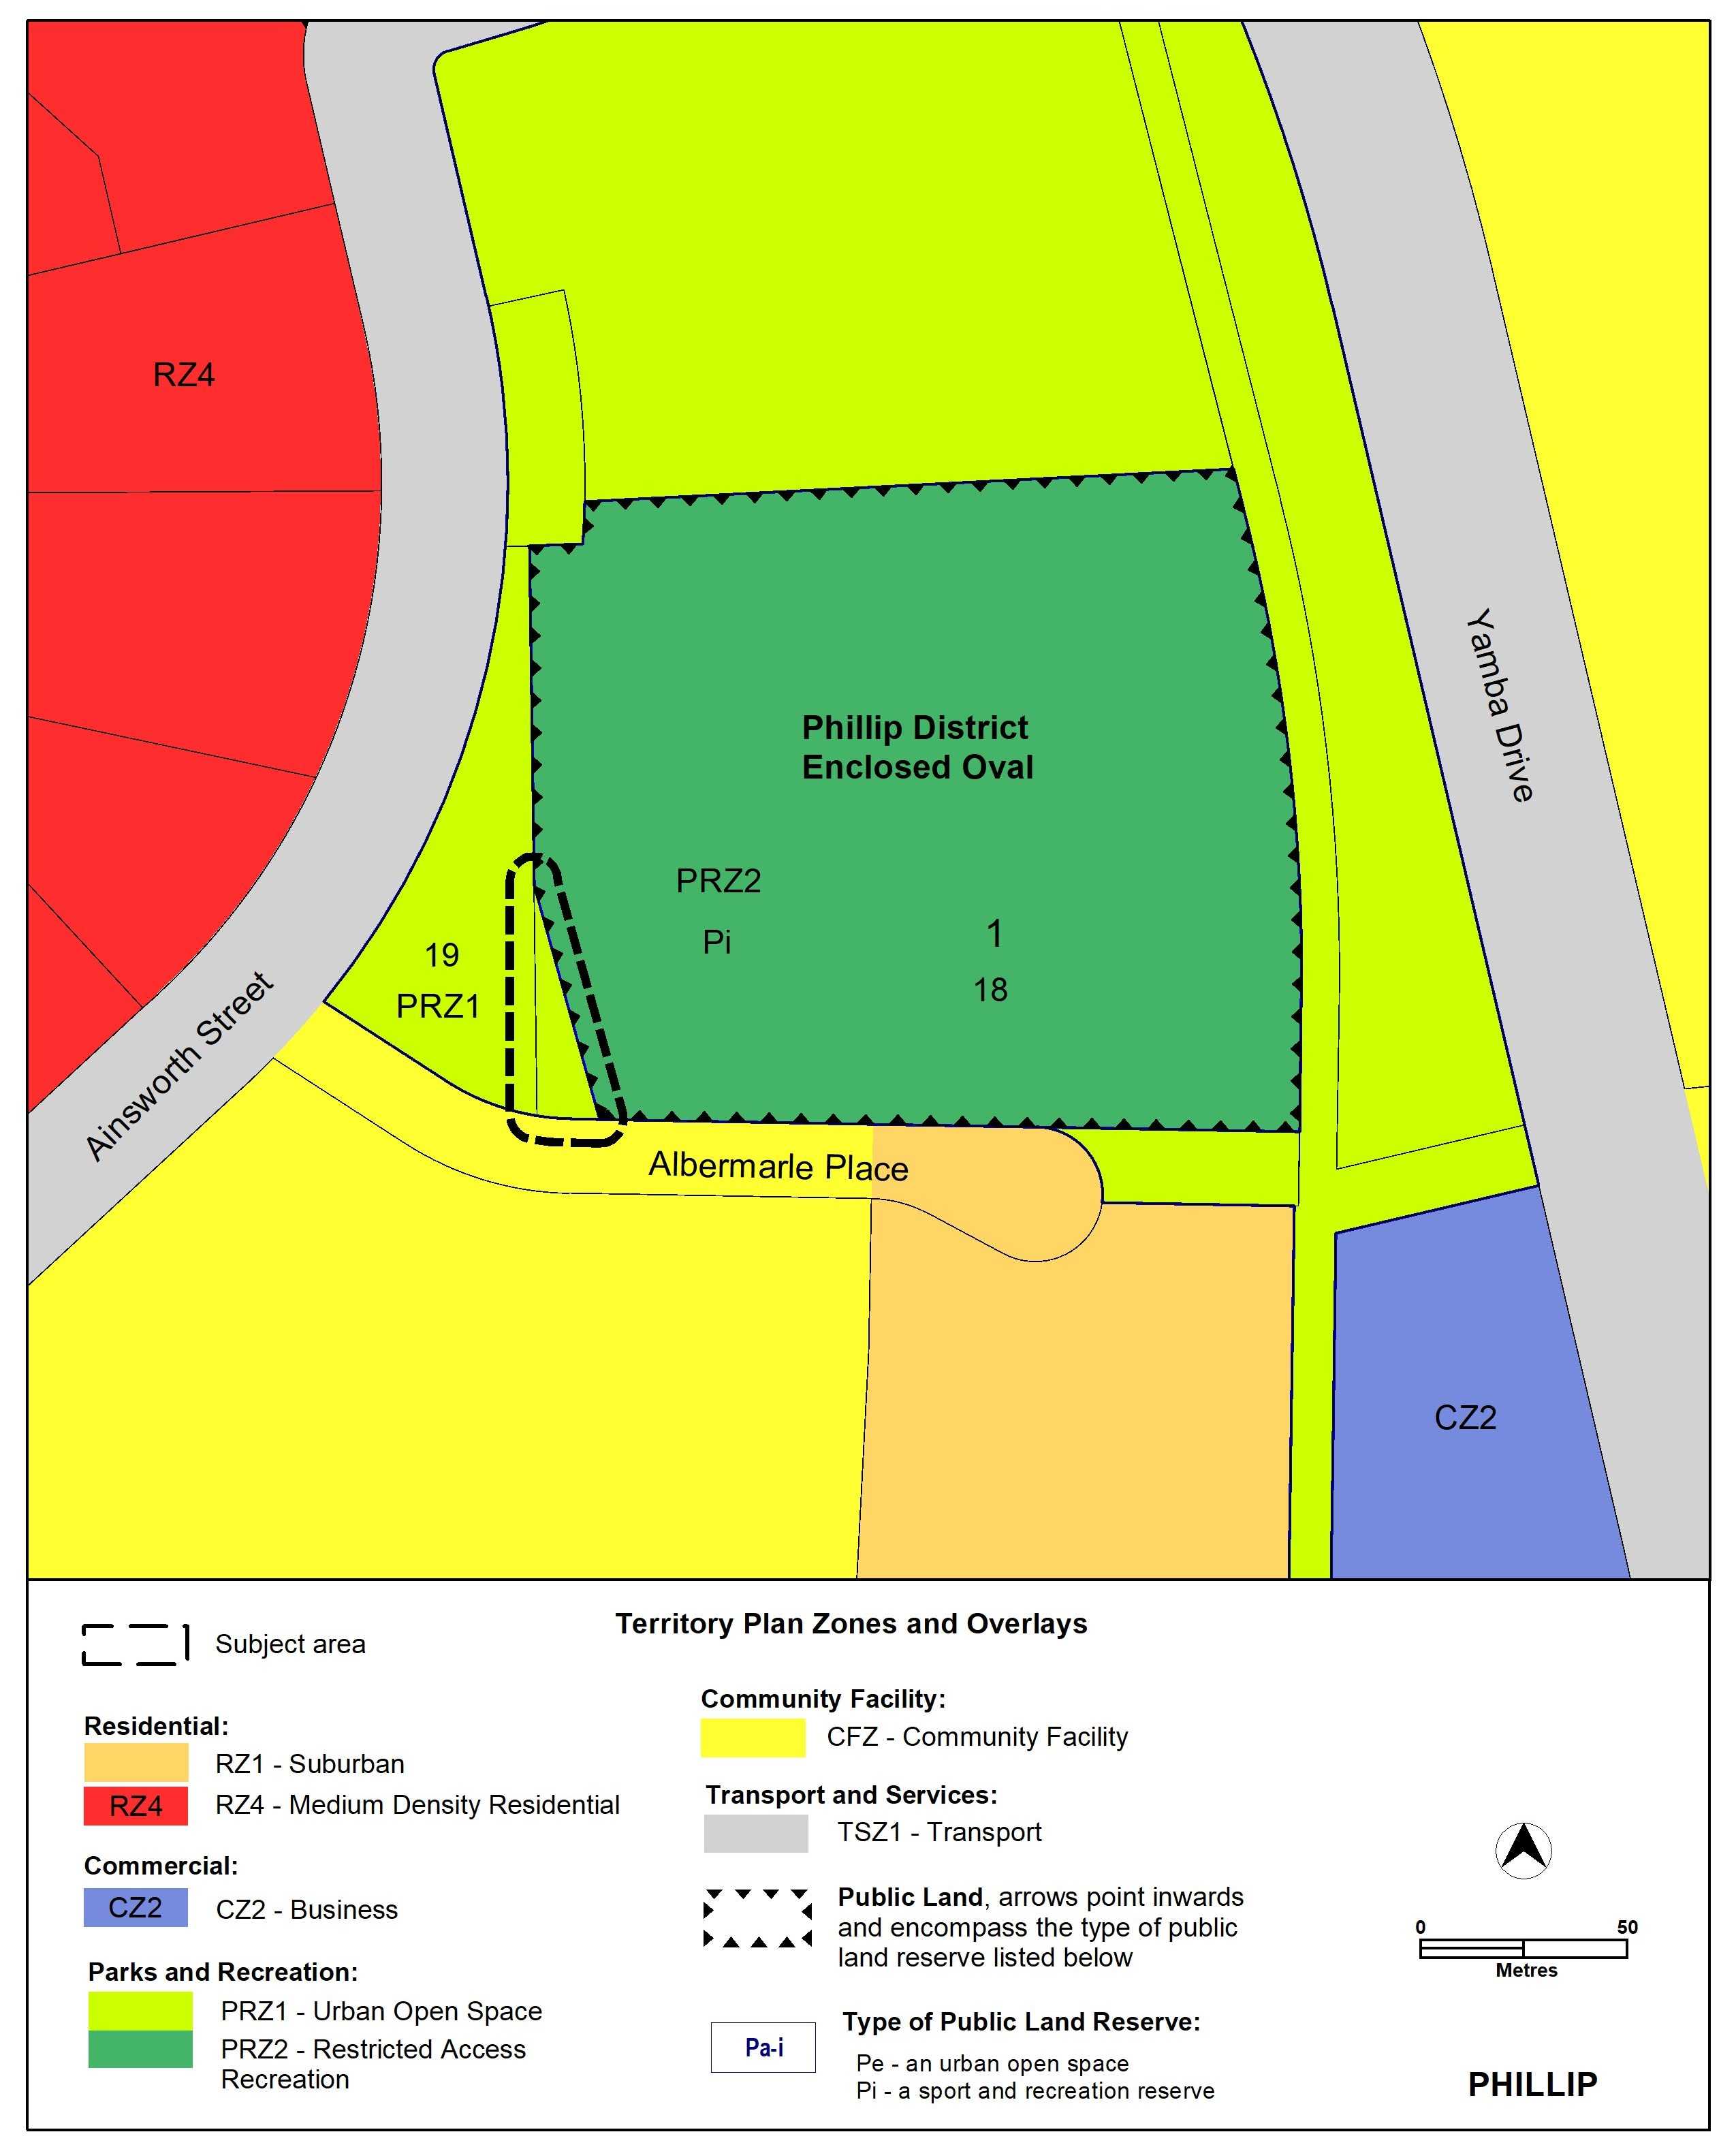 RZ4
Yamba Drive
Phillip District
Enclosed Oval
PRZ2
Pi
1
18
19
PRZ1
Ainsworth Street
Albermarle Place
CZ2
Territory Plan Zones and Overlays
Subject area
Residential:
RZ1 - Suburban
RZ4
RZ4 - Medium Density Residential
Commercial:
CZ2
CZ2 - Business
Parks and Recreation:
PRZ1 - Urban Open Space
PRZ2 - Restricted Access
Recreation
Community Facility:
CFZ - Community Facility
Transport and Services:
TSZ1 - Transport
Public Land, arrows point inwards
and encompass the type of public
land reserve listed below
Type of Public Land Reserve:
Pa-i
Pe - an urban open space
Pi - a sport and recreation reserve
0 50
Metres
PHILLIP